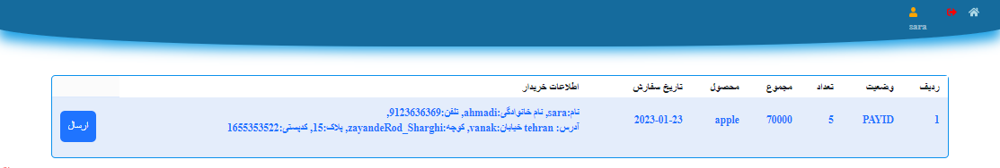 sara
ردیف وضعیت تعداد مجموع محصول تاریخ سفارش اطلاعات خریدار
1 PAYID 5 70000 apple 2023-01-23 نام:sara, نام خانوادگی:ahmadi, تلفن:9123636369,
آدرس: tehran خیابان:vanak, کوچه:zayandeRod_Sharghi, پلاک:15, کدپستی:1655353522
ارسال